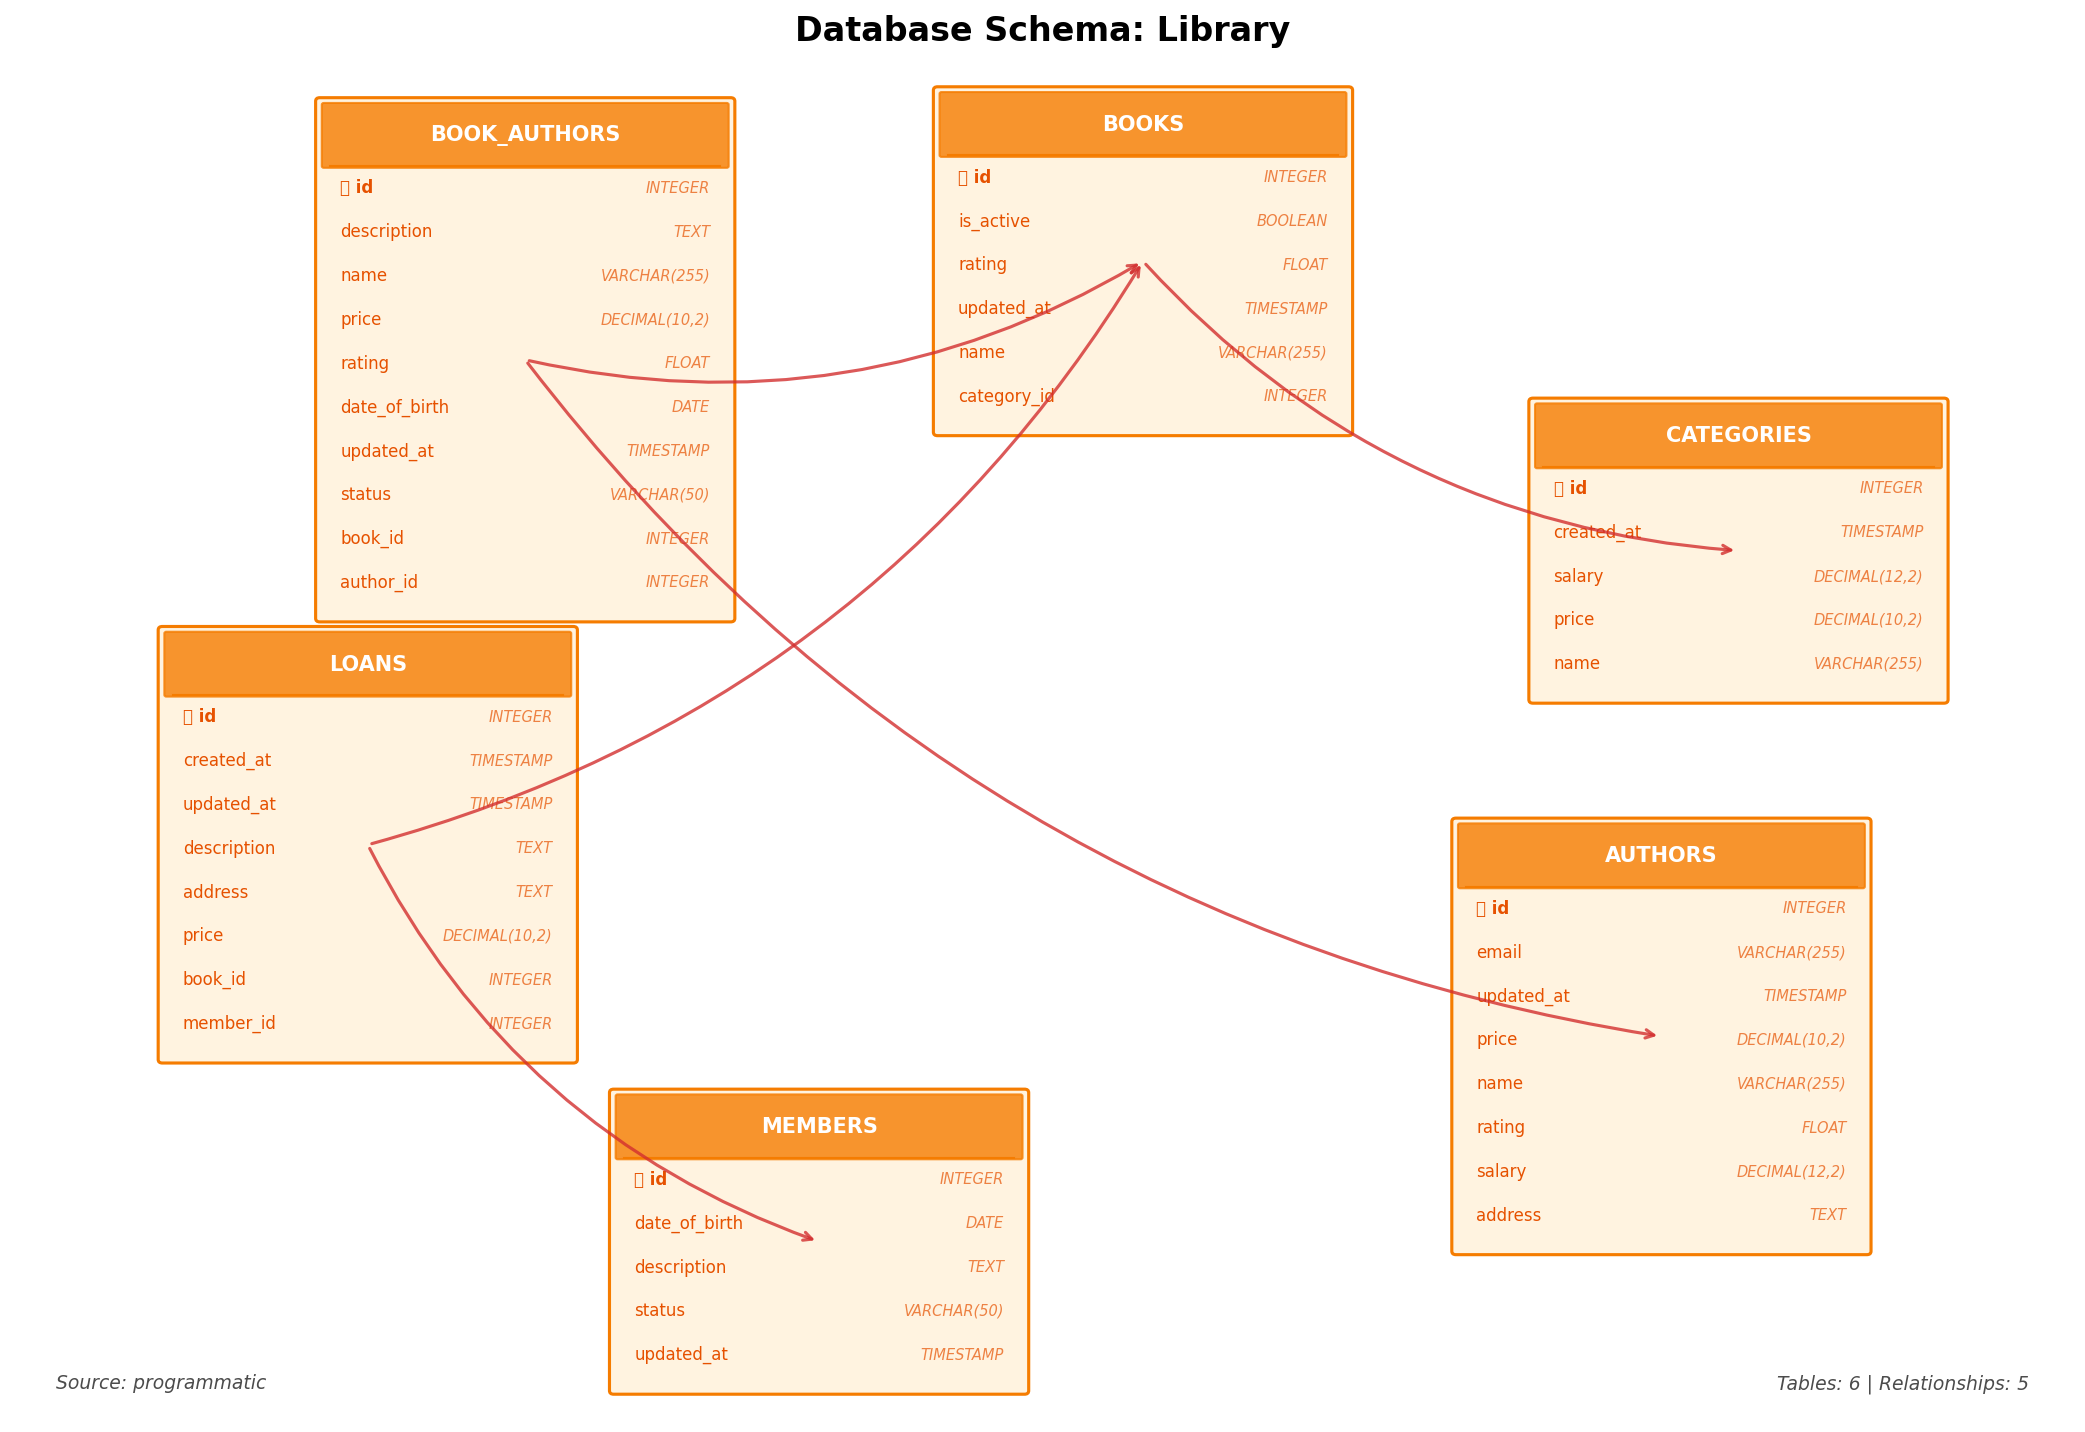 Database Schema: Library
BOOK_AUTHORS
id INTEGER
description TEXT
name VARCHAR(255)
price DECIMAL(10,2)
rating FLOAT
date_of_birth DATE
updated_at TIMESTAMP
status VARCHAR(50)
book_id INTEGER
author_id INTEGER
BOOKS
id INTEGER
is_active BOOLEAN
rating FLOAT
updated_at TIMESTAMP
name VARCHAR(255)
category_id INTEGER
CATEGORIES
id INTEGER
created_at TIMESTAMP
salary DECIMAL(12,2)
price DECIMAL(10,2)
name VARCHAR(255)
LOANS
id INTEGER
created_at TIMESTAMP
updated_at TIMESTAMP
description TEXT
address TEXT
price DECIMAL(10,2)
book_id INTEGER
member_id INTEGER
AUTHORS
id INTEGER
email VARCHAR(255)
updated_at TIMESTAMP
price DECIMAL(10,2)
name VARCHAR(255)
rating FLOAT
salary DECIMAL(12,2)
address TEXT
MEMBERS
id INTEGER
date_of_birth DATE
description TEXT
status VARCHAR(50)
updated_at TIMESTAMP
Source: programmatic
Tables: 6 | Relationships: 5